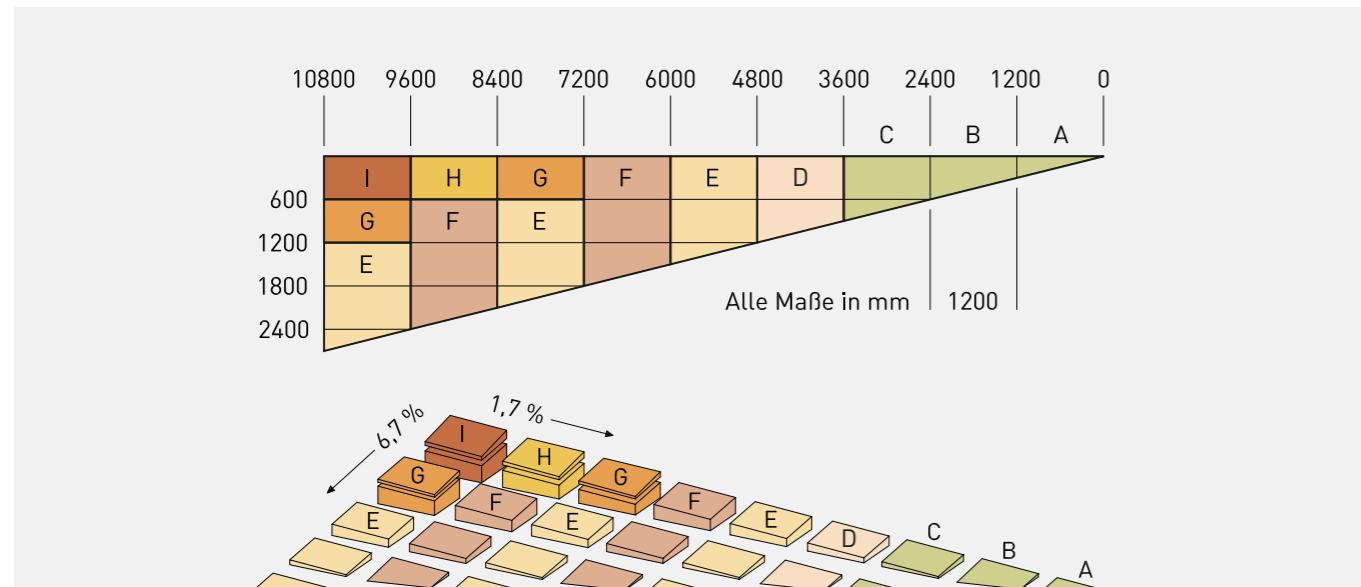 10800 9600 8400 7200 6000 4800 3600 2400 1200 0
C B A
I H G F E D
600
G F E
1200
E
1800
Alle Maße in mm 1200
2400
6,7 % 1,7 %
I
H
G G
F F
E E E
D C
B
A